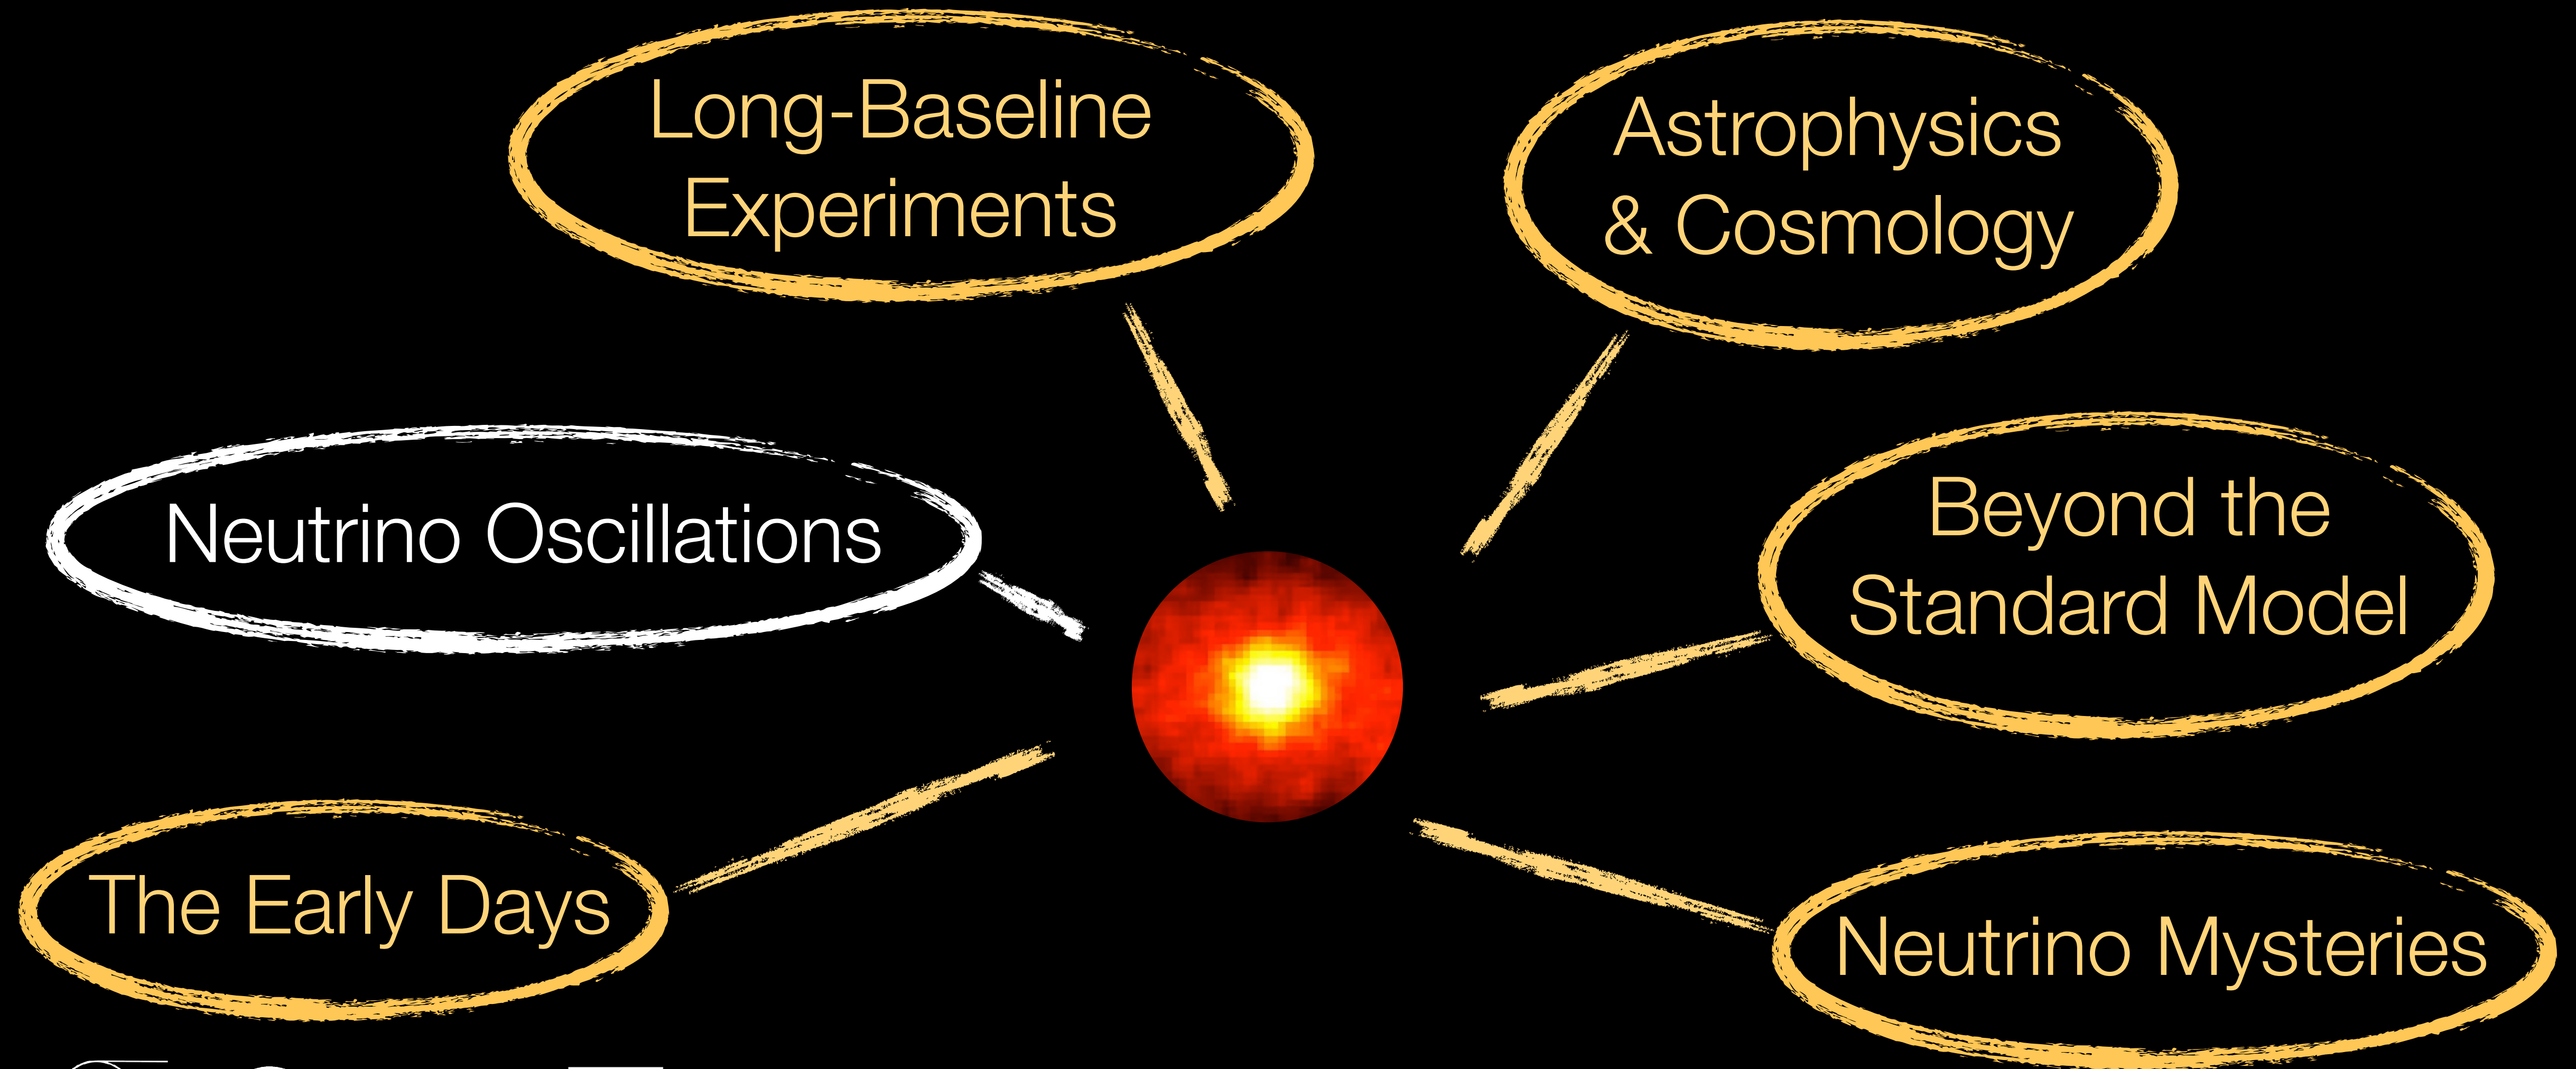 Long-Baseline
Experiments
Astrophysics
& Cosmology
Neutrino Oscillations
Beyond the
Standard Model
The Early Days
Neutrino Mysteries